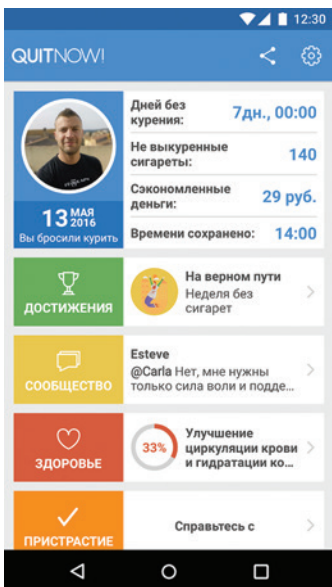 12:30
QUITNOW!
13 МАЯ 2016
Вы бросили курить
Дней без
курения:
7дн., 00:00
Не выкуренные
сигареты:
140
Сэкономленные
деньги:
29 руб.
Времени сохранено:
14:00
ДОСТИЖЕНИЯ
На верном пути
Неделя без
сигарет
СООБЩЕСТВО
Esteve
@Carla Нет, мне нужны
только сила воли и подде...
ЗДОРОВЬЕ
33%
Улучшение
циркуляции крови
и гидратации ко...
ПРИСТРАСТИЕ
Справьтесь с